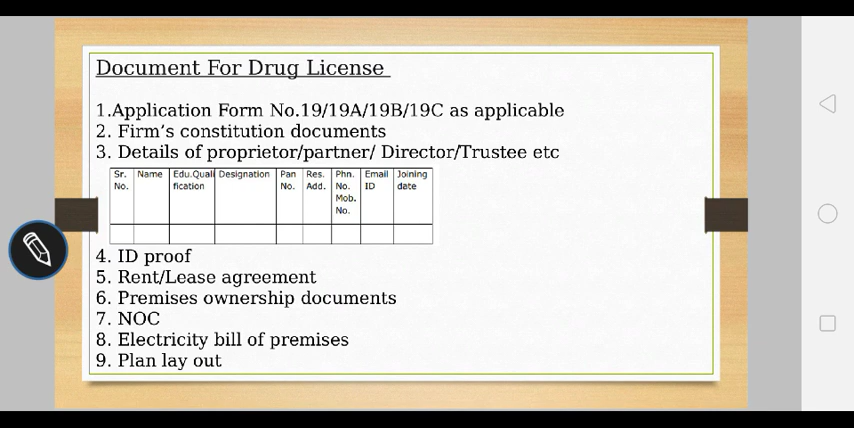 Document For Drug License
1.Application Form No.19/19A/19B/19C as applicable
2. Firm's constitution documents
3. Details of proprietor/partner/ Director/Trustee etc
Sr. No. Name Edu.Quali fication Designation Pan No. Res. Add. Phn. No. Mob. No. Email ID Joining date
4. ID proof
5. Rent/Lease agreement
6. Premises ownership documents
7. NOC
8. Electricity bill of premises
9. Plan lay out